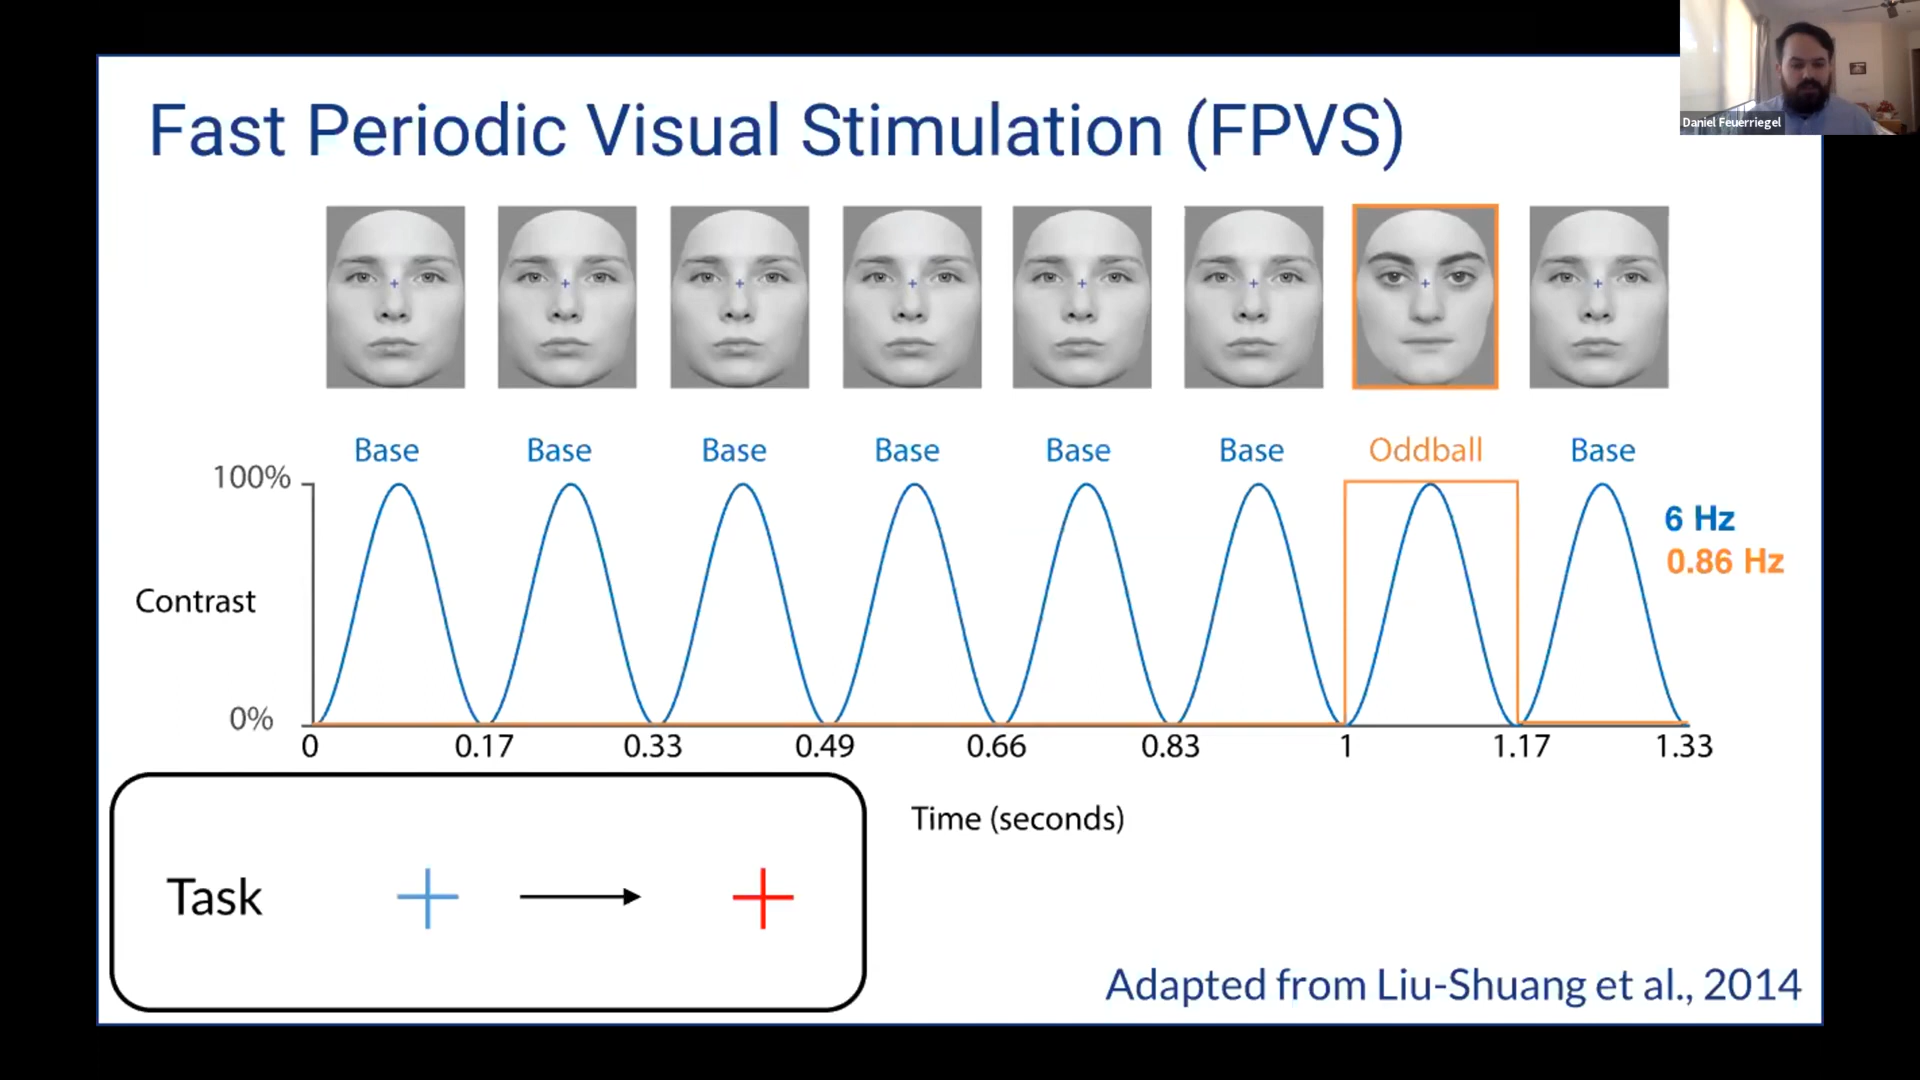 Daniel Feuerriegel
Fast Periodic Visual Stimulation (FPVS)
Base Base Base Base Base Base Oddball Base
100%
6 Hz
0.86 Hz
Contrast
0%
0 0.17 0.33 0.49 0.66 0.83 1 1.17 1.33
Time (seconds)
Task
Adapted from Liu-Shuang et al., 2014